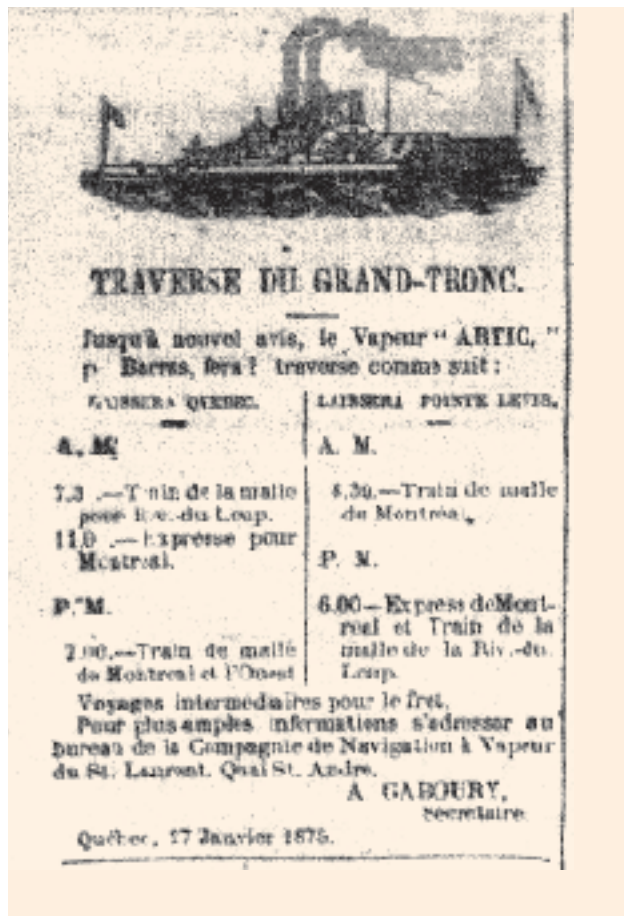 TRAVERSE DU GRAND-TRONC.
Jusqu'à nouvel avis, le Vapeur "ARTIC,"
Barras, fera traverse comme suit:
LAISSERA QUEBEC.
A. M.
Train de la malle
pour Riv.-du Loup.
Expresse pour
Montreal.
P. M.
Train de malle
de Montreal et l'Ouest
LAISSERA POINTE LEVIS.
A. M.
8.30.—Train de malle
de Montréal.
P. M.
6.00—Express de Mont-
real et Train de la
malle de la Riv.-du.
Loup.
Voyages intermédiaires pour le fret.
Pour plus amples informations s'adresser au
bureau de la Compagnie de Navigation à Vapeur
du St. Laurent. Quai St. André.
A GABOURY,
Secrétaire.
Québec, 17 Janvier 1875.